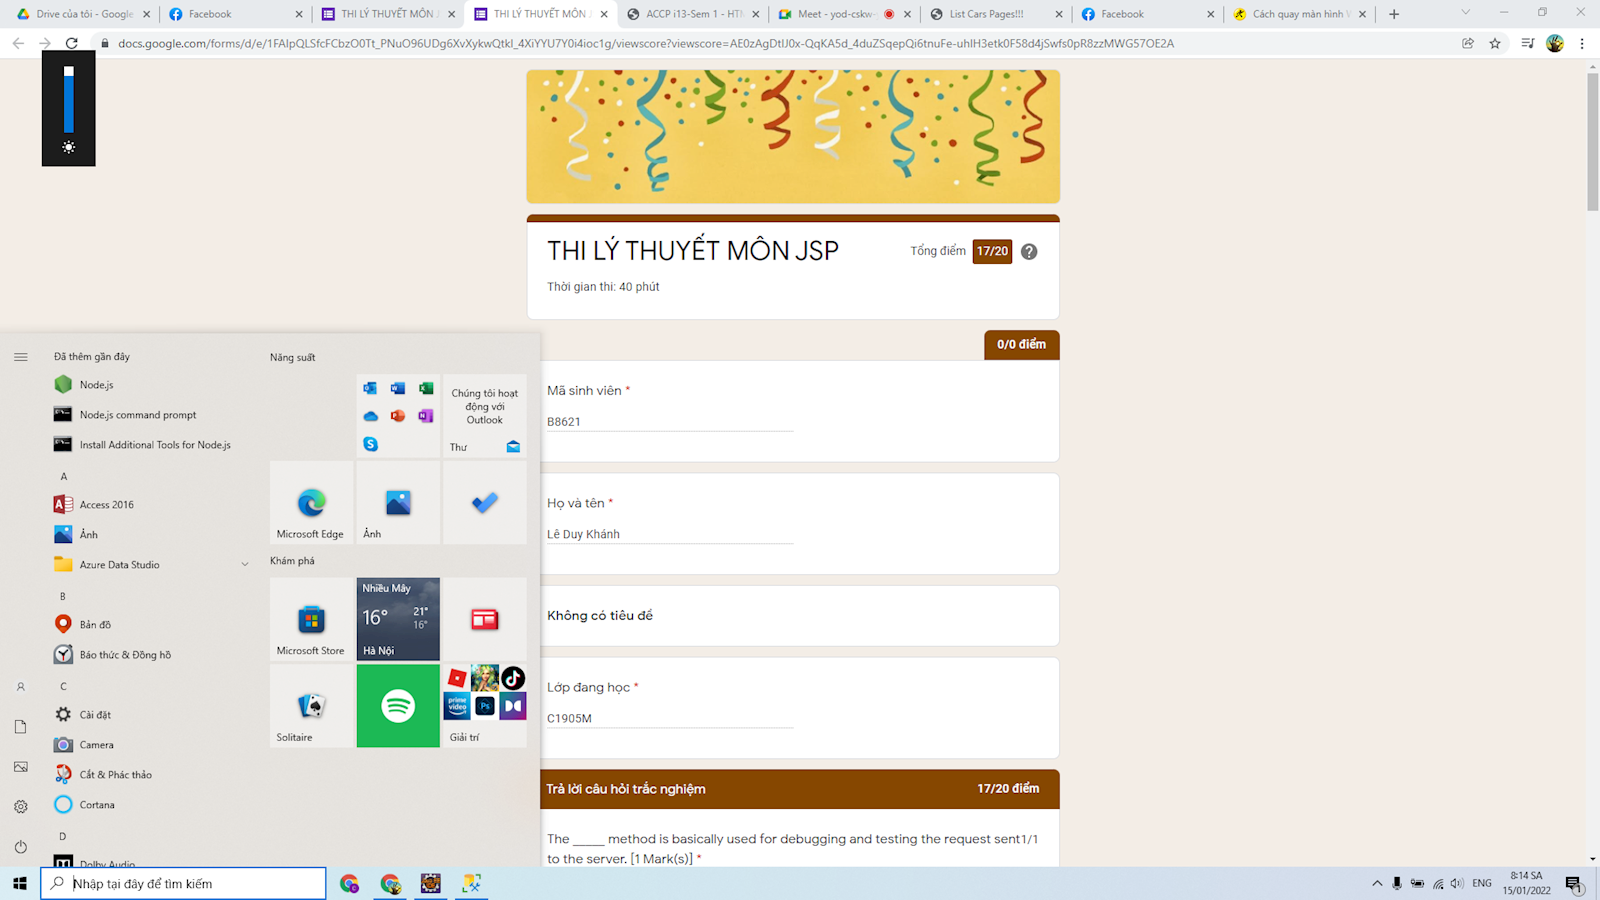 Drive của tôi - Google
Facebook
THI LÝ THUYẾT MÔN J
THI LÝ THUYẾT MÔN J
ACCP i13-Sem 1 - HTM
Meet - yod-cskw-
List Cars Pages!!!
Facebook
Cách quay màn hình W
docs.google.com/forms/d/e/1FAIpQLSfcFCbzO0Tt_PNuO96UDg6XvXykwQtkI_4XiYYU7Y0i4ioc1g/viewscore?viewscore=AE0zAgDtIJ0x-QqKA5d_4duZSqepQi6tnuFe-uhIH3etk0F58d4jSwfs0pR8zzMWG57OE2A
THI LÝ THUYẾT MÔN JSP
Tổng điểm 17/20
Thời gian thi: 40 phút
0/0 điểm
Mã sinh viên *
B8621
Họ và tên *
Lê Duy Khánh
Không có tiêu đề
Lớp đang học *
C1905M
Trả lời câu hỏi trắc nghiệm 17/20 điểm
The _____ method is basically used for debugging and testing the request sent 1/1
to the server. [1 Mark(s)] *
Đã thêm gần đây
Node.js
Node.js command prompt
Install Additional Tools for Node.js
A
Access 2016
Ảnh
Azure Data Studio
B
Bản đồ
Báo thức & Đồng hồ
C
Cài đặt
Camera
Cắt & Phác thảo
Cortana
D
Dolby Audio
Năng suất
Chúng tôi hoạt
động với
Outlook
Thư
Microsoft Edge
Ảnh
Khám phá
Microsoft Store
Nhiều Mây
16°
21°
16°
Hà Nội
Solitaire
prime
video
Ps
Giải trí
Nhập tại đây để tìm kiếm
ENG
8:14 SA
15/01/2022
1